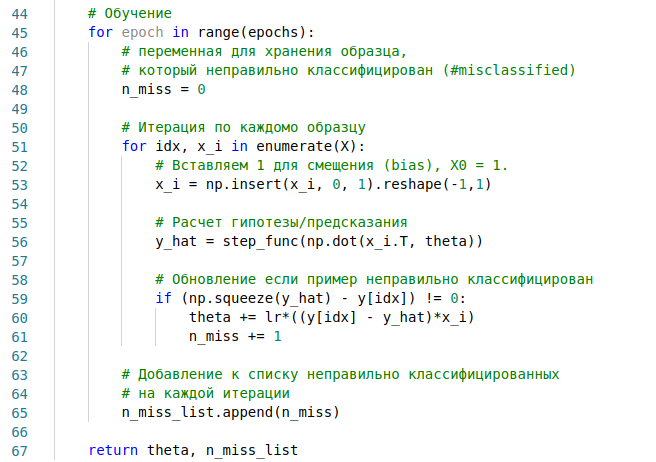 44 # Обучение
45 for epoch in range(epochs):
46 # переменная для хранения образца,
47 # который неправильно классифицирован (#misclassified)
48 n_miss = 0
49
50 # Итерация по каждомо образцу
51 for idx, x_i in enumerate(X):
52 # Вставляем 1 для смещения (bias), X0 = 1.
53 x_i = np.insert(x_i, 0, 1).reshape(-1,1)
54
55 # Расчет гипотезы/предсказания
56 y_hat = step_func(np.dot(x_i.T, theta))
57
58 # Обновление если пример неправильно классифицирован
59 if (np.squeeze(y_hat) - y[idx]) != 0:
60 theta += lr*((y[idx] - y_hat)*x_i)
61 n_miss += 1
62
63 # Добавление к списку неправильно классифицированных
64 # на каждой итерации
65 n_miss_list.append(n_miss)
66
67 return theta, n_miss_list